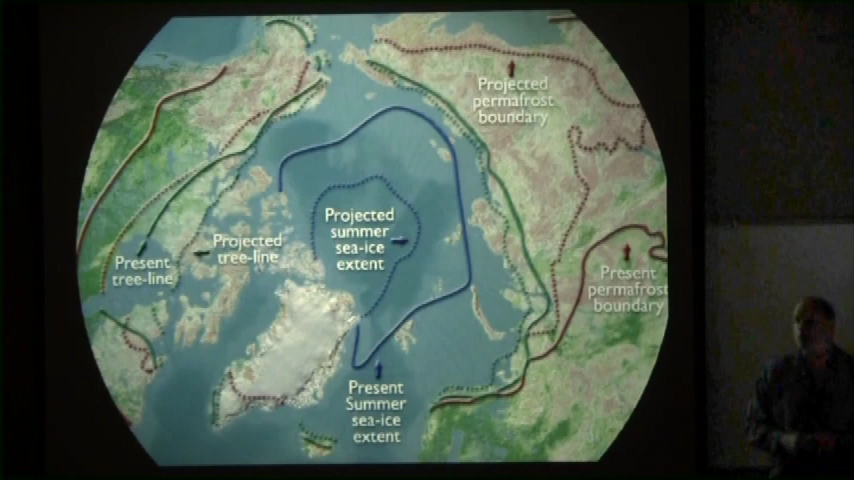 Projected
permafrost
boundary
Projected
summer
sea-ice
extent
Projected
tree-line
Present
tree-line
Present
permafrost
boundary
Present
Summer
sea-ice
extent